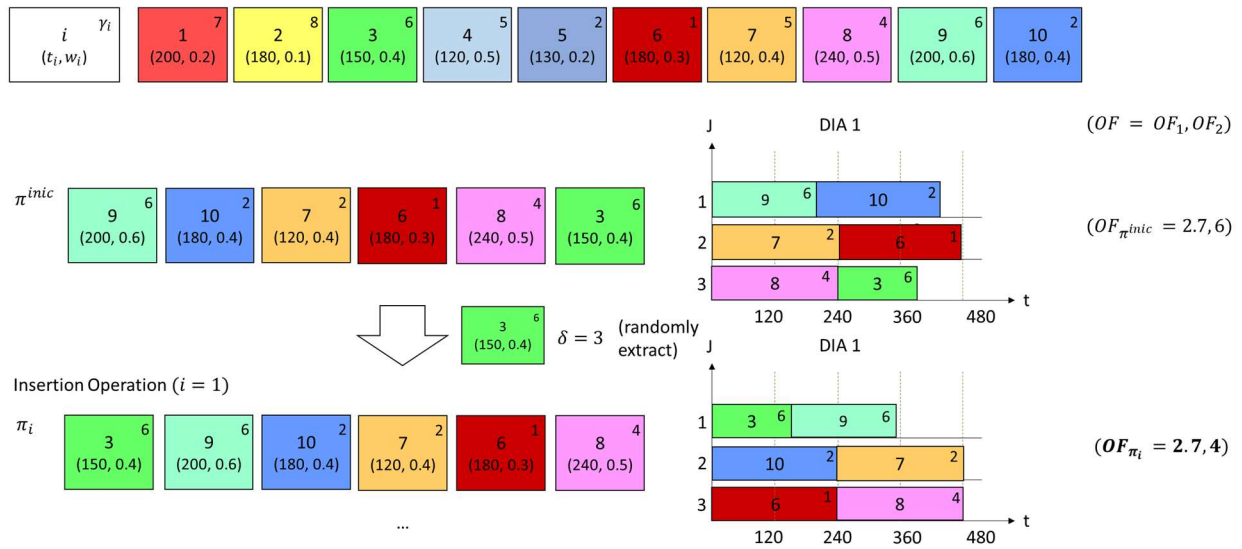 i γᵢ
(tᵢ, wᵢ)
1 7
(200, 0.2)
2 8
(180, 0.1)
3 6
(150, 0.4)
4 5
(120, 0.5)
5 2
(130, 0.2)
6 1
(180, 0.3)
7 5
(120, 0.4)
8 4
(240, 0.5)
9 6
(200, 0.6)
10 2
(180, 0.4)
J DIA 1
(OF = OF₁, OF₂)
πⁱⁿⁱᶜ
9 6
(200, 0.6)
10 2
(180, 0.4)
7 2
(120, 0.4)
6 1
(180, 0.3)
8 4
(240, 0.5)
3 6
(150, 0.4)
1 9 6 10 2
2 7 2 6 1
3 8 4 3 6
t
120 240 360 480
(OF_πⁱⁿⁱᶜ = 2.7, 6)
3 6
(150, 0.4)
δ = 3
(randomly
extract)
Insertion Operation (i = 1)
πᵢ
3 6
(150, 0.4)
9 6
(200, 0.6)
10 2
(180, 0.4)
7 2
(120, 0.4)
6 1
(180, 0.3)
8 4
(240, 0.5)
...
J DIA 1
1 3 6 9 6
2 10 2 7 2
3 6 1 8 4
t
120 240 360 480
(OF_πᵢ = 2.7, 4)